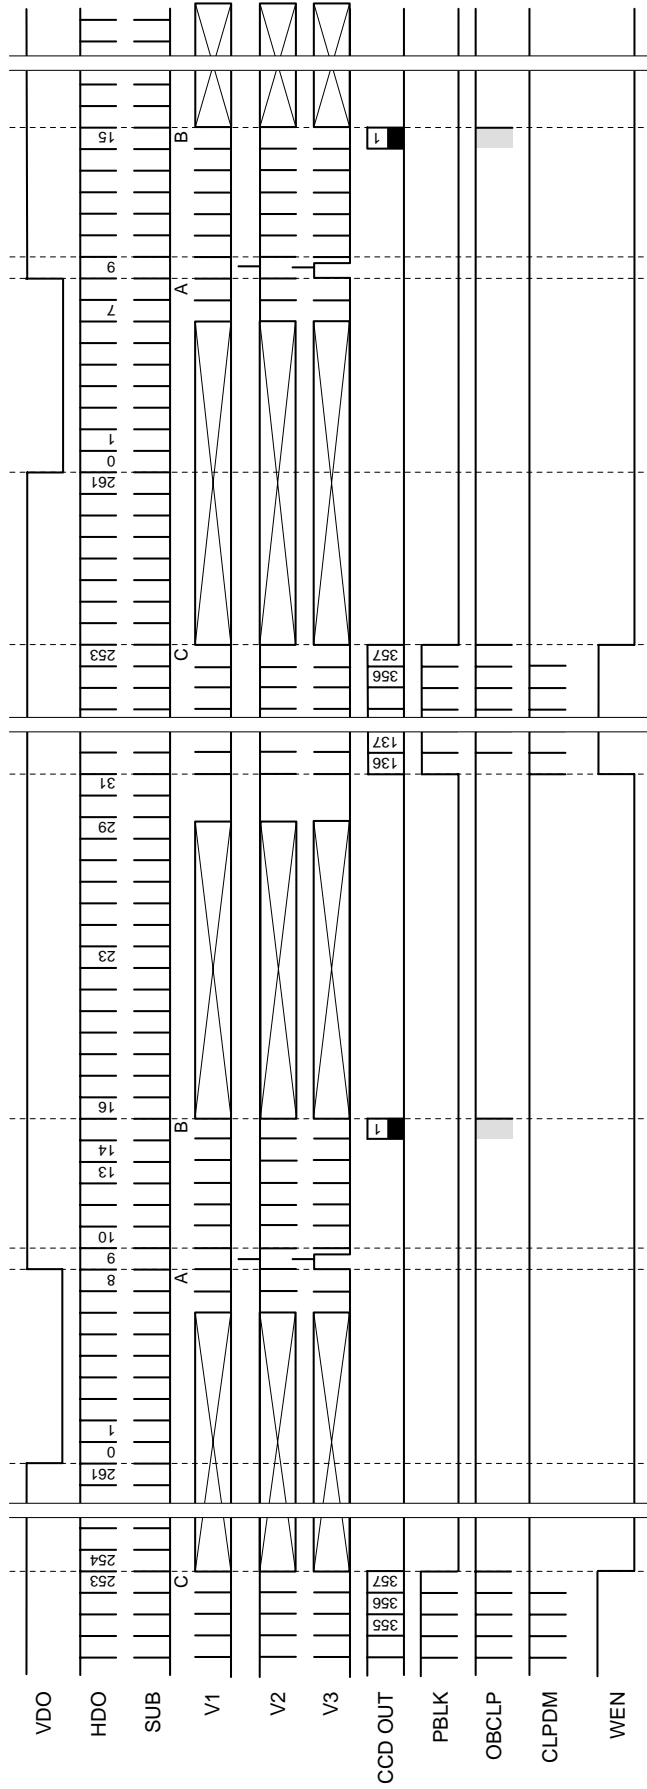 VDO
HDO 253 254 261 0 1 8 9 10 13 14 16 23 29 31 253 261 0 1 7 9 15
SUB
C A B C A B
V1
V2
V3
CCD OUT 355 356 357 1 136 137 356 357 1
PBLK
OBCLP
CLPDM
WEN